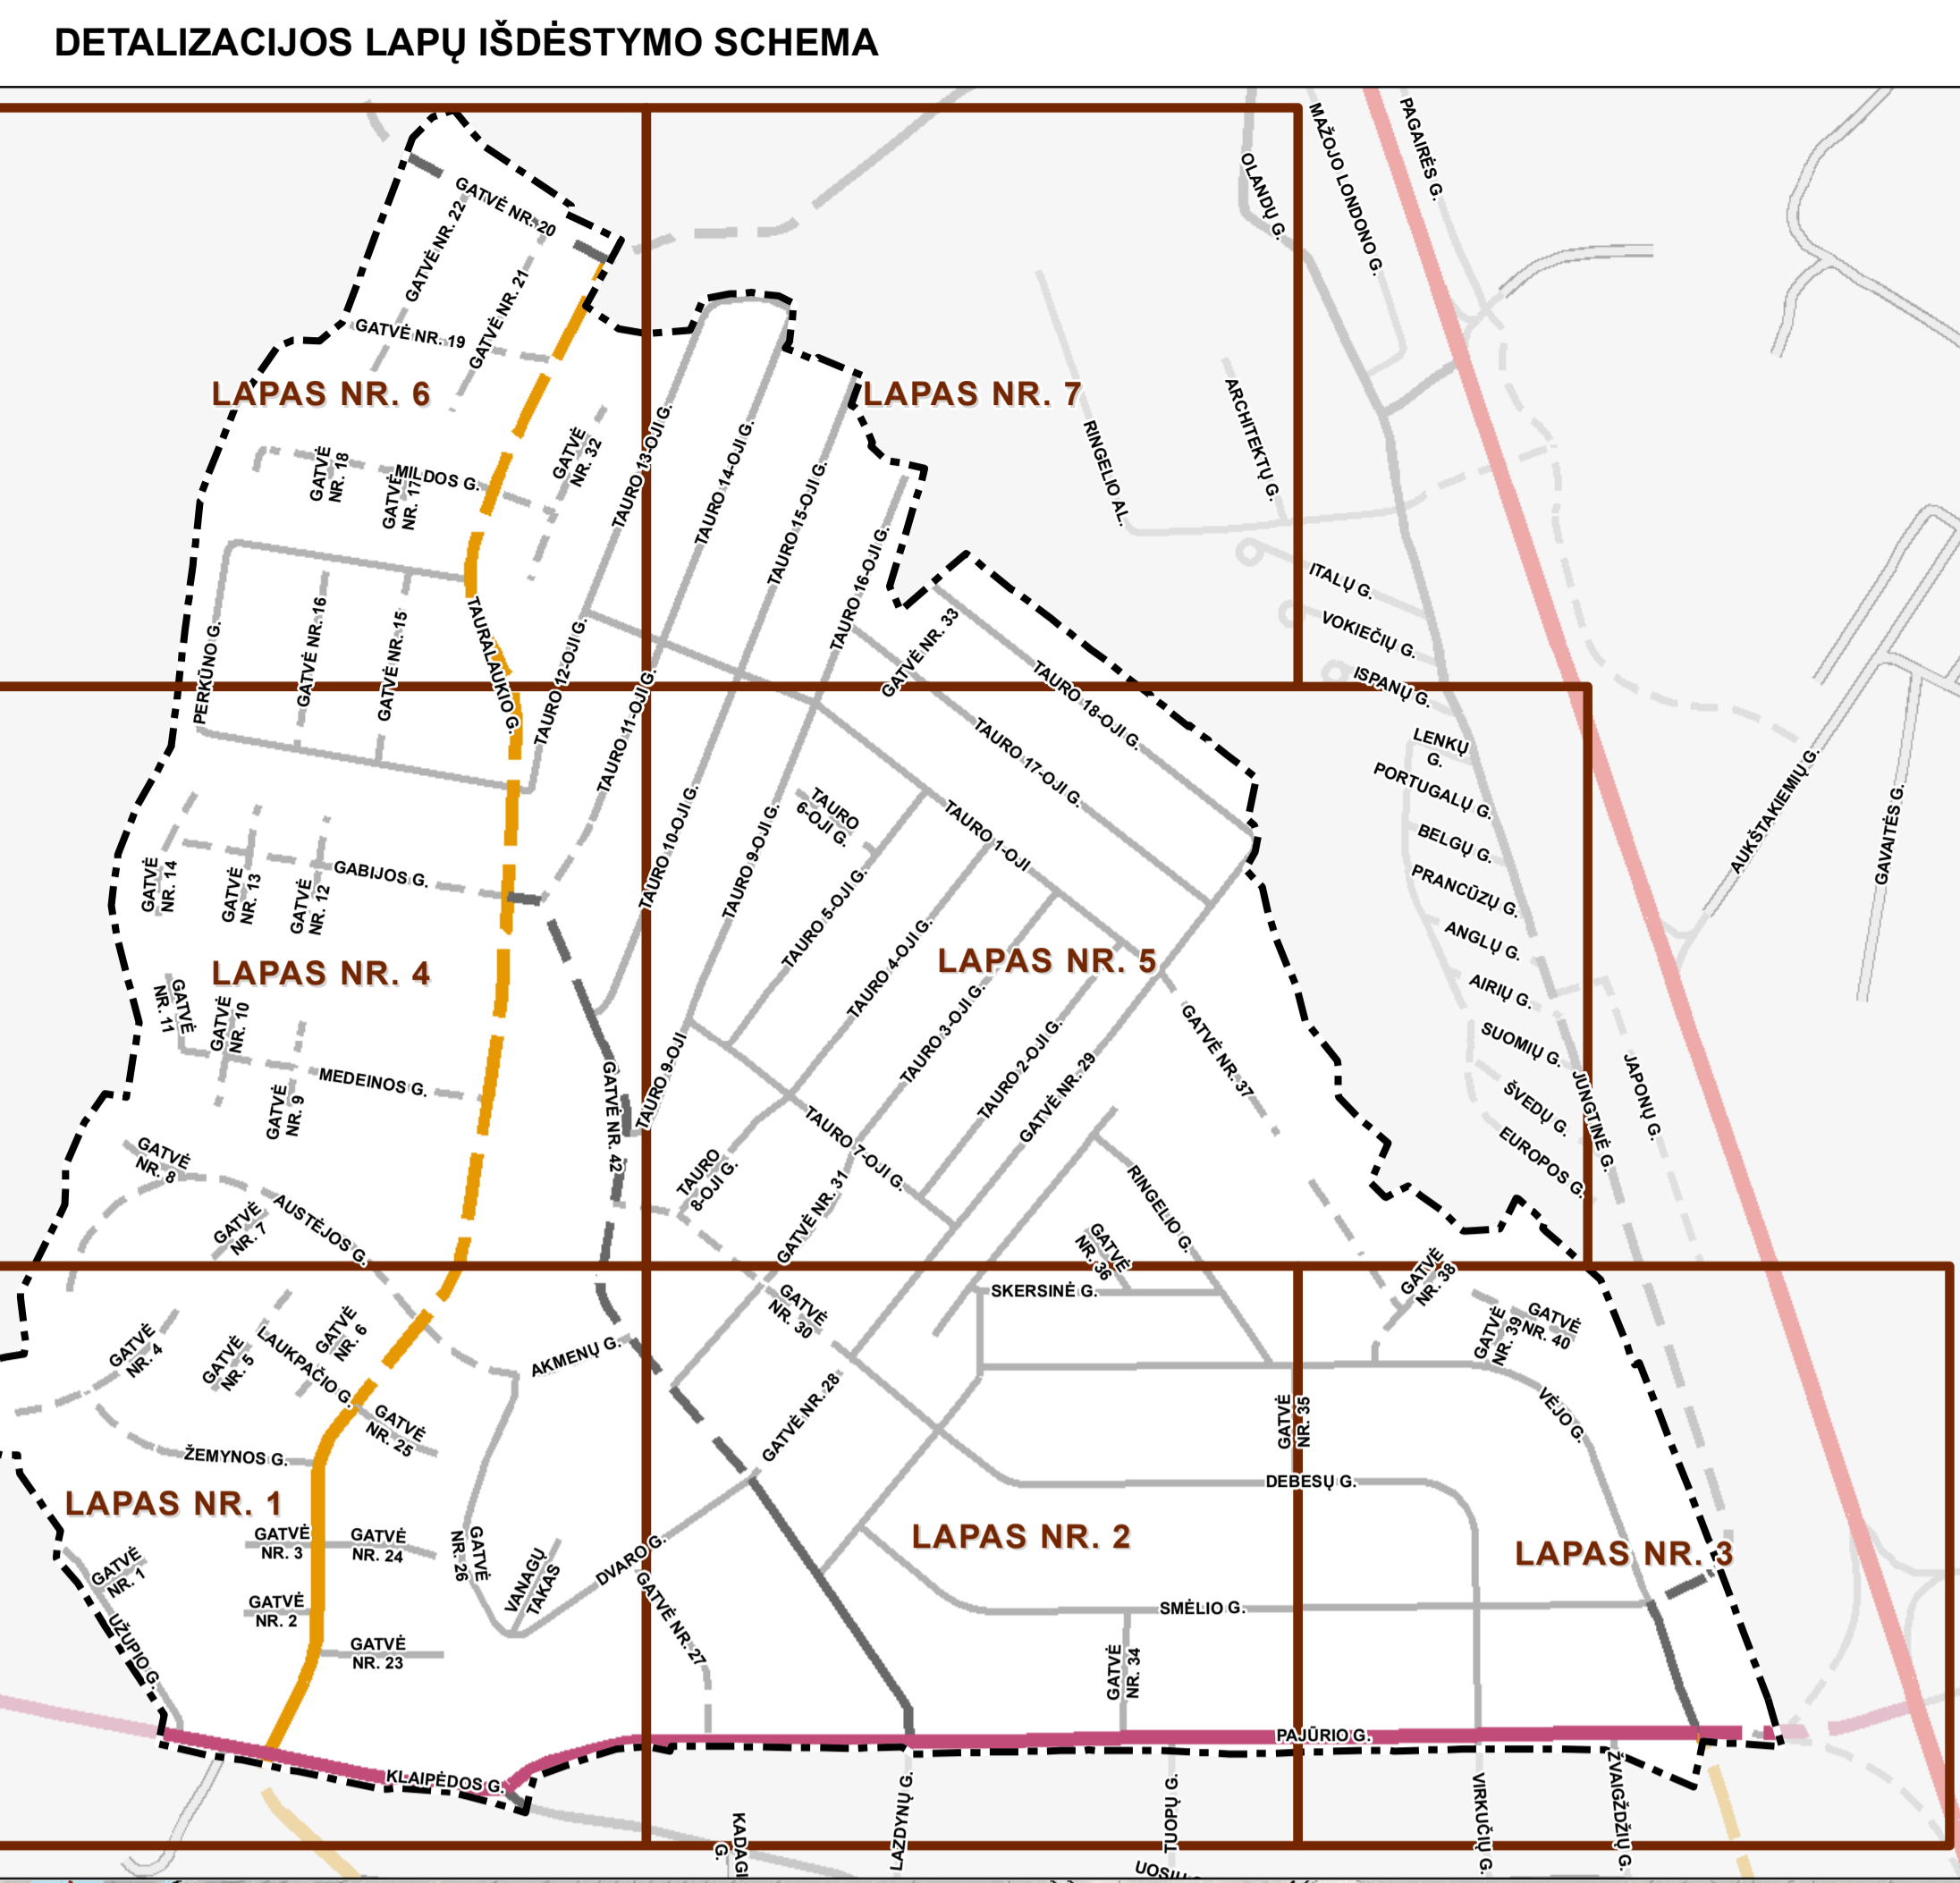 DETALIZACIJOS LAPŲ IŠDĖSTYMO SCHEMA
MAŽOJO LONDONO G.
PAGAIRĖS G.
OLANDŲ G.
GATVĖ NR. 20
GATVĖ NR. 22
GATVĖ NR. 21
GATVĖ NR. 19
LAPAS NR. 6
LAPAS NR. 7
RINGELIO AL.
ARCHITEKTŲ G.
GATVĖ
NR. 32
TAURO 13-OJI G.
TAURO 14-OJI G.
TAURO 15-OJI G.
TAURO 16-OJI G.
GATVĖ
NR. 18
GATVĖ
NR. 17
MILDOS G.
ITALŲ G.
VOKIEČIŲ G.
ISPANŲ G.
PERKŪNO G.
GATVĖ NR. 16
GATVĖ NR. 15
TAURALAUKIO G.
TAURO 12-OJI G.
TAURO 11-OJI G.
GATVĖ NR. 33
TAURO 18-OJI G.
TAURO 17-OJI G.
LENKŲ
G.
PORTUGALŲ G.
BELGŲ G.
PRANCŪZŲ G.
ANGLŲ G.
AIRIŲ G.
SUOMIŲ G.
ŠVEDŲ G.
EUROPOS G.
JUNGTINĖ G.
JAPONŲ G.
AUKŠTAKIEMIŲ G.
GAVAITĖS G.
TAURO 10-OJI G.
TAURO 9-OJI G.
TAURO
6-OJI G.
TAURO 1-OJI
TAURO 5-OJI G.
TAURO 4-OJI G.
TAURO 3-OJI G.
TAURO 2-OJI G.
GATVĖ NR. 29
GATVĖ NR. 37
LAPAS NR. 5
GATVĖ
NR. 14
GATVĖ
NR. 13
GATVĖ
NR. 12
GABIJOS G.
LAPAS NR. 4
GATVĖ
NR. 11
GATVĖ
NR. 10
GATVĖ
NR. 9
MEDEINOS G.
GATVĖ NR. 42
TAURO 9-OJI
TAURO 7-OJI G.
TAURO
8-OJI G.
GATVĖ NR. 31
GATVĖ
NR. 8
GATVĖ
NR. 7
AUSTĖJOS G.
RINGELIO G.
GATVĖ
NR. 36
SKERSINĖ G.
GATVĖ
NR. 38
GATVĖ
NR. 39
GATVĖ
NR. 40
GATVĖ
NR. 30
GATVĖ
NR. 4
GATVĖ
NR. 5
GATVĖ
NR. 6
LAUKPAČIO G.
AKMENŲ G.
GATVĖ
NR. 25
GATVĖ NR. 28
GATVĖ
NR. 35
VĖJO G.
ŽEMYNOS G.
DEBESŲ G.
LAPAS NR. 1
LAPAS NR. 2
LAPAS NR. 3
GATVĖ
NR. 3
GATVĖ
NR. 24
GATVĖ
NR. 26
VANAGŲ
TAKAS
DVARO G.
GATVĖ NR. 27
GATVĖ
NR. 1
GATVĖ
NR. 2
UŽUPIO G.
GATVĖ
NR. 23
SMĖLIO G.
GATVĖ
NR. 34
PAJŪRIO G.
KLAIPĖDOS G.
KADAGI
G.
LAZDYNŲ G.
TUOPŲ G.
VIRKUČIŲ G.
ŽVAIGŽDŽIŲ G.